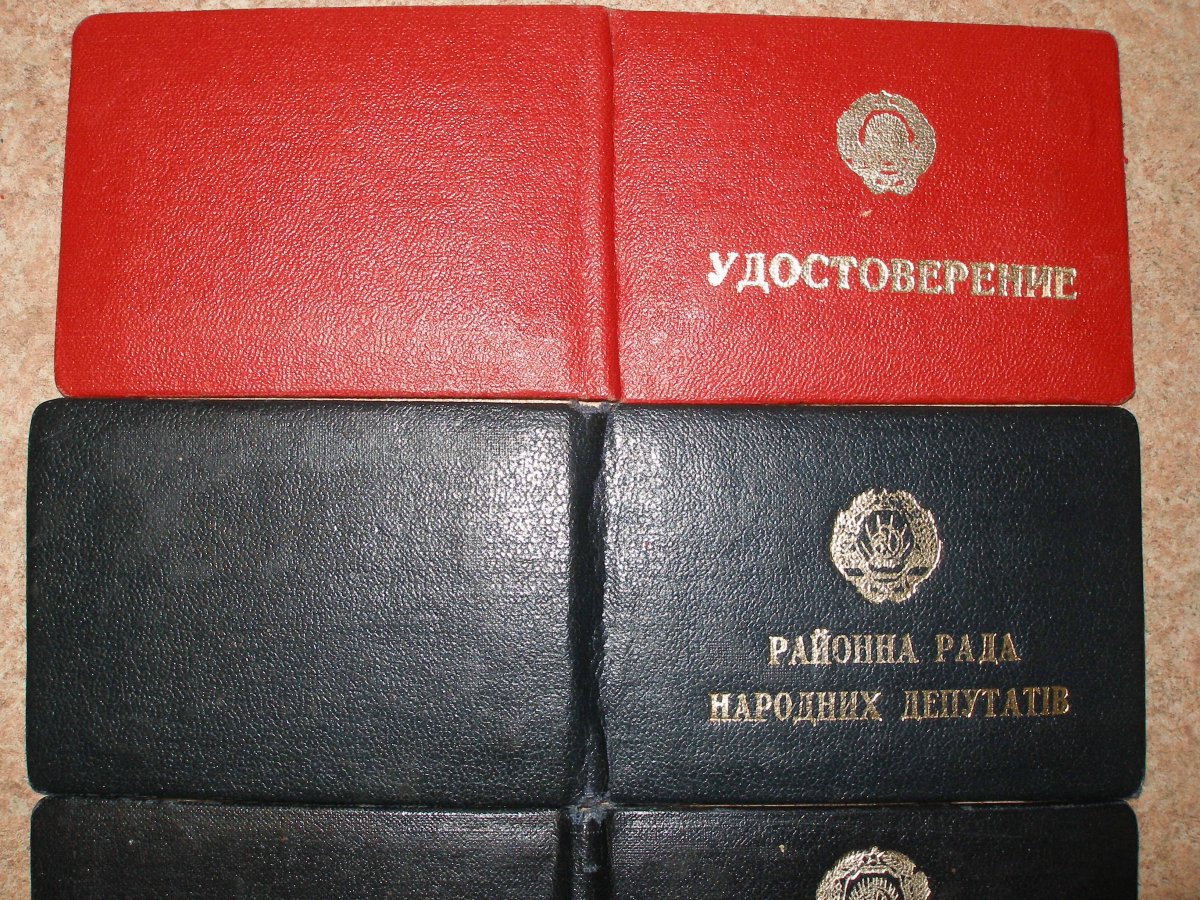 УДОСТОВЕРЕНИЕ
РАЙОННА РАДА
НАРОДНИХ ДЕПУТАТІВ